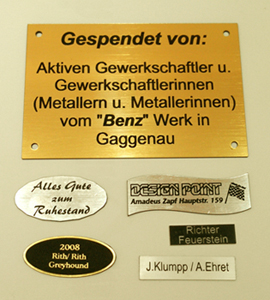 Gespendet von:
Aktiven Gewerkschaftler u.
Gewerkschaftlerinnen
(Metallern u. Metallerinnen)
vom "Benz" Werk in
Gaggenau
Alles Gute
zum
Ruhestand
DESIGN POINT
Amadeus Zapf Hauptstr. 159
Richter
Feuerstein
2008
Rith/ Rith
Greyhound
J.Klumpp / A.Ehret